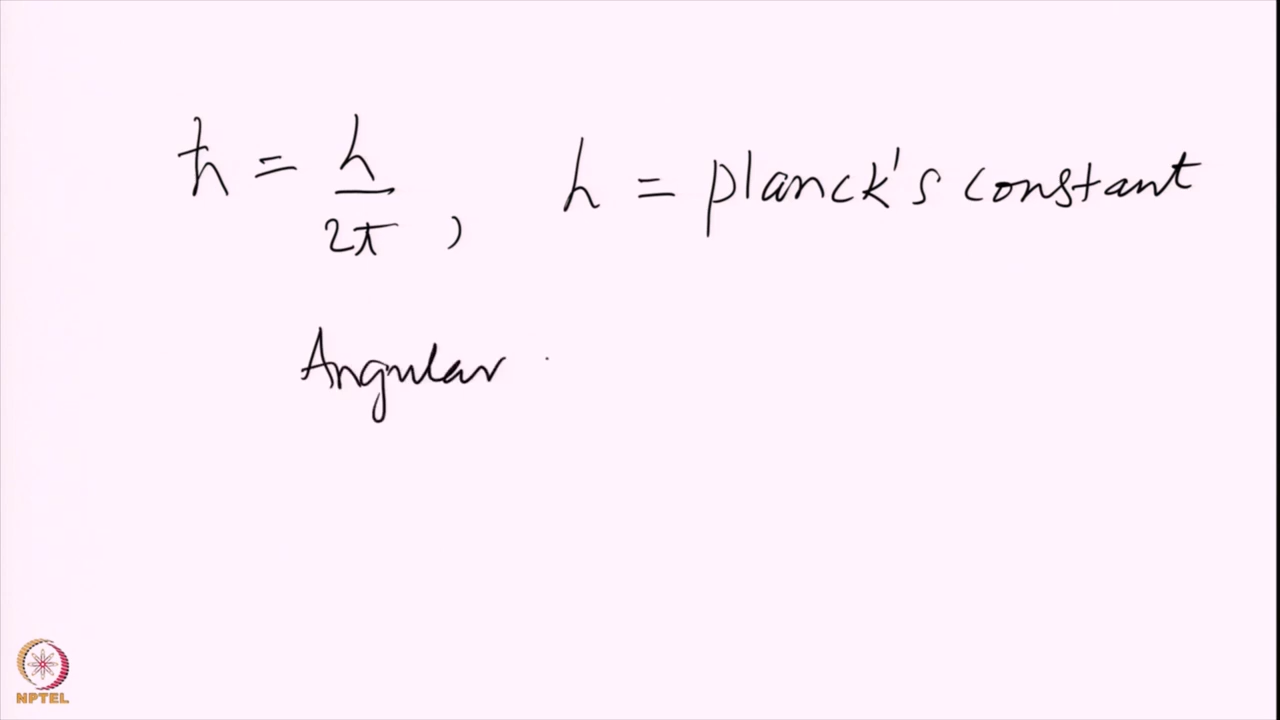 ħ = h/2π , h = planck's constant
Angular
NPTEL